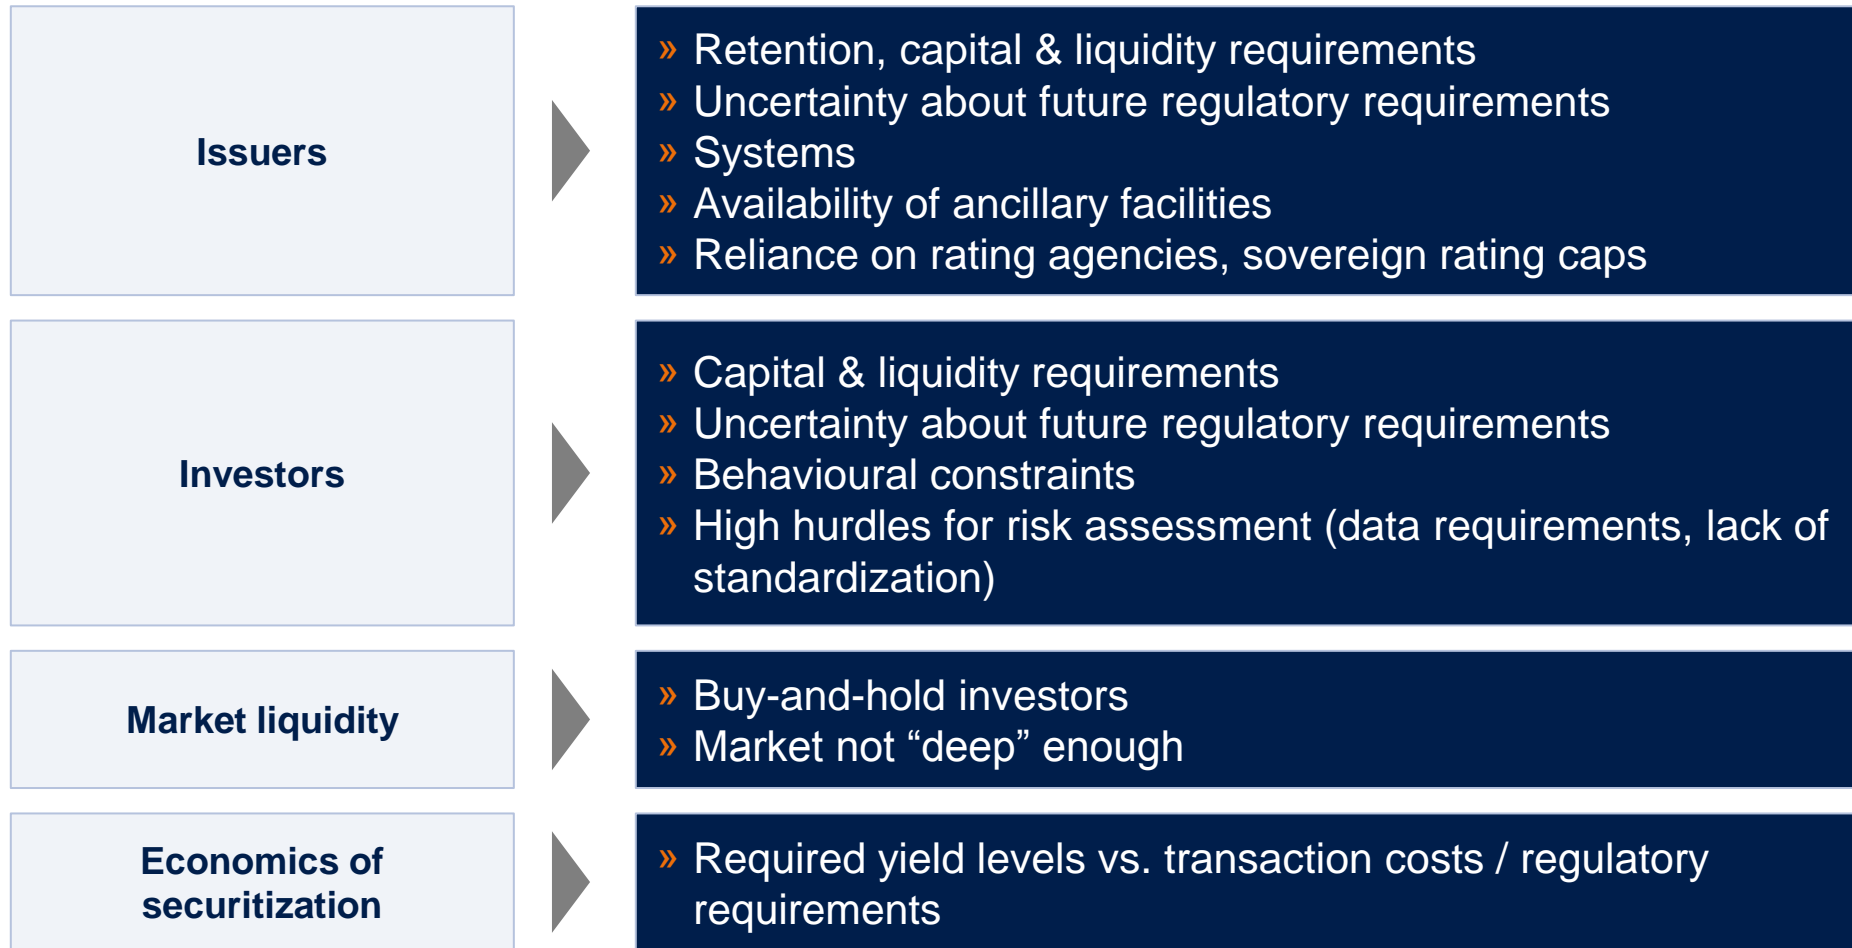 Issuers
» Retention, capital & liquidity requirements
» Uncertainty about future regulatory requirements
» Systems
» Availability of ancillary facilities
» Reliance on rating agencies, sovereign rating caps
Investors
» Capital & liquidity requirements
» Uncertainty about future regulatory requirements
» Behavioural constraints
» High hurdles for risk assessment (data requirements, lack of
standardization)
Market liquidity
» Buy-and-hold investors
» Market not “deep” enough
Economics of
securitization
» Required yield levels vs. transaction costs / regulatory
requirements